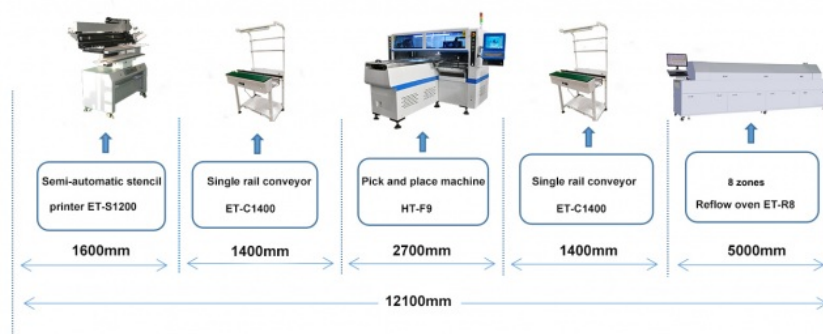 Semi-automatic stencil
printer ET-S1200
Single rail conveyor
ET-C1400
Pick and place machine
HT-F9
Single rail conveyor
ET-C1400
8 zones
Reflow oven ET-R8
1600mm
1400mm
2700mm
1400mm
5000mm
12100mm